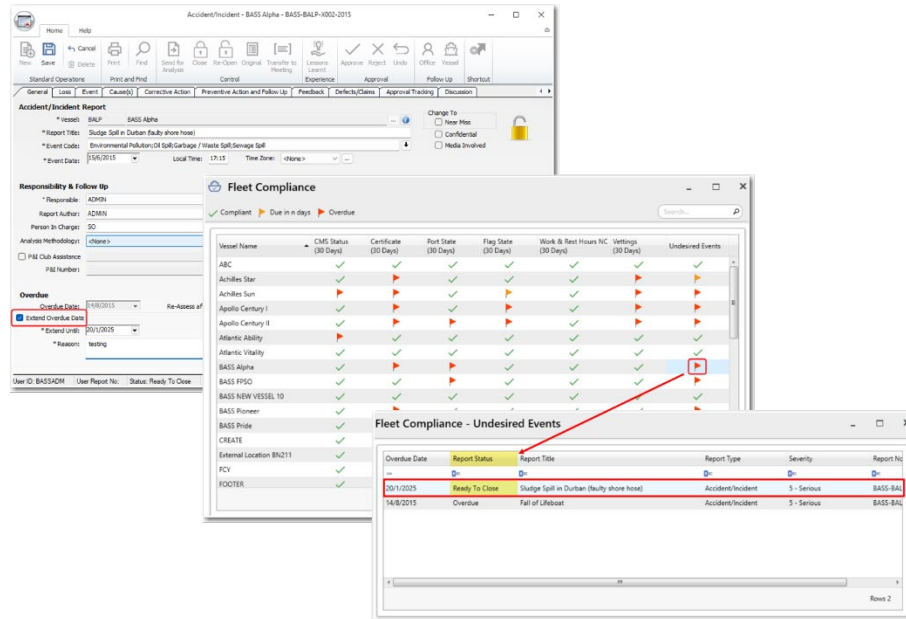 Accident/Incident - BASS Alpha - BASS-BALP-X002-2015
Home Help
New Save Cancel Delete Print Find Send for Analysis Close Re-Open Original Transfer to Meeting Lessons Learnt Approve Reject Undo Office Vessel
Standard Operations Print and Find Control Experience Approval Follow Up Shortcut
General Loss Event Cause(s) Corrective Action Preventive Action and Follow Up Feedback Defects/Claims Approval Tracking Discussion
Accident/Incident Report
* Vessel: BALP BASS Alpha ...
* Report Title: Sludge Spill in Durban (faulty shore hose)
* Event Code: Environmental Pollution;Oil Spill;Garbage / Waste Spill;Sewage Spill
* Event Date: 15/6/2015 Local Time: 17:15 Time Zone: <None> ...
Change To
Near Miss
Confidential
Media Involved
Responsibility & Follow Up
* Responsible: ADMIN
Report Author: ADMIN
Person In Charge: SO
Analysis Methodology: <None>
P&I Club Assistance
P&I Number:
Overdue
Overdue Date: 14/8/2015 Re-Assess af
Extend Overdue Date
* Extend Until: 20/1/2025
* Reason: testing
User ID: BASSADM User Report No: Status: Ready To Close
Fleet Compliance
Compliant Due in n days Overdue
Search...
Vessel Name CMS Status (30 Days) Certificate (30 Days) Port State (30 Days) Flag State (30 Days) Work & Rest Hours NC (30 Days) Vettings (30 Days) Undesired Events
ABC
Achilles Star
Achilles Sun
Apollo Century I
Apollo Century II
Atlantic Ability
Atlantic Vitality
BASS Alpha
BASS FPSO
BASS NEW VESSEL 10
BASS Pioneer
BASS Pride
CREATE
External Location BN211
FCY
FOOTER
Fleet Compliance - Undesired Events
Overdue Date Report Status Report Title Report Type Severity Report No
20/1/2025 Ready To Close Sludge Spill in Durban (faulty shore hose) Accident/Incident 5 - Serious BASS-BAL
14/8/2015 Overdue Fall of Lifeboat Accident/Incident 5 - Serious BASS-BAL
Rows 2